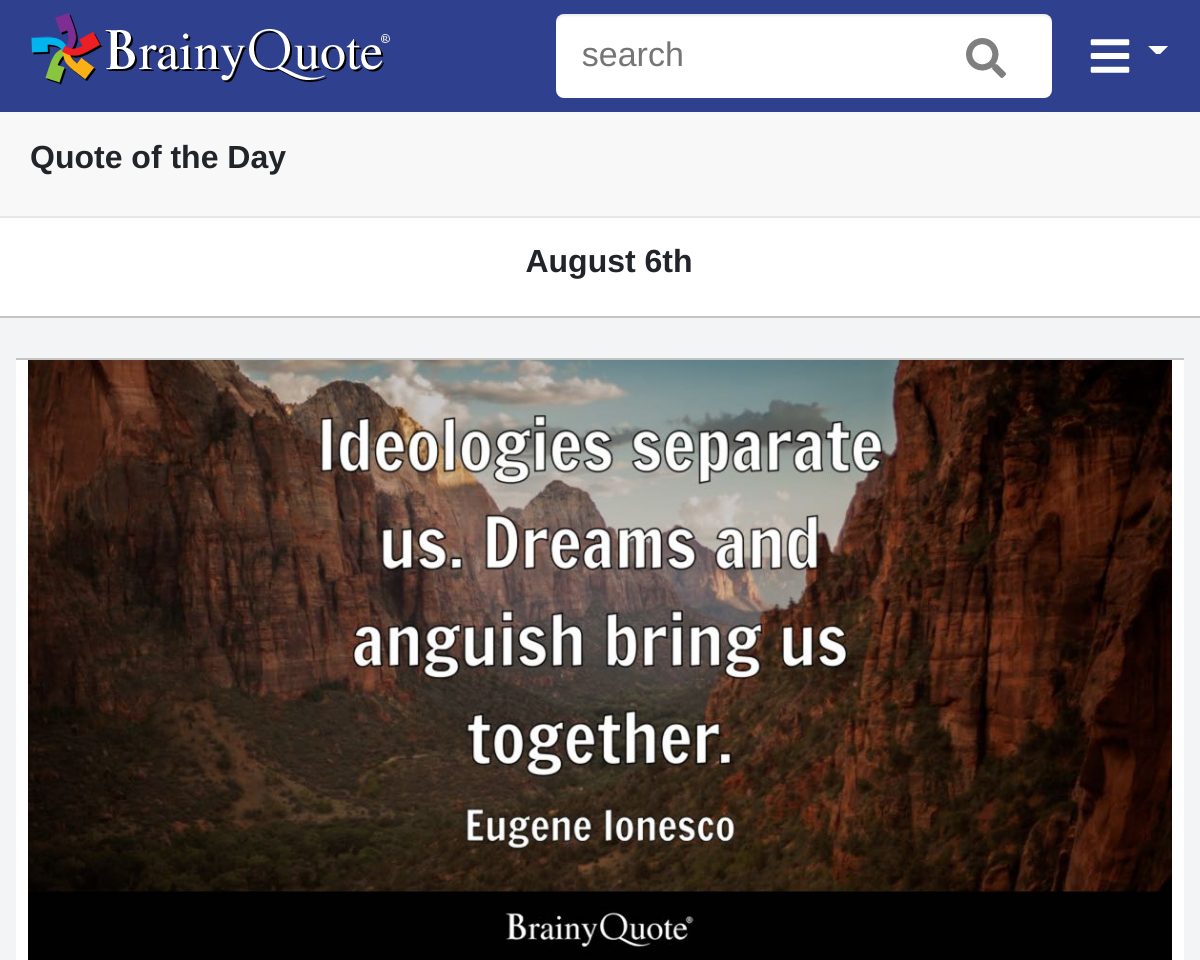 BrainyQuote®
search
Quote of the Day
August 6th
Ideologies separate
us. Dreams and
anguish bring us
together.
Eugene Ionesco
BrainyQuote®